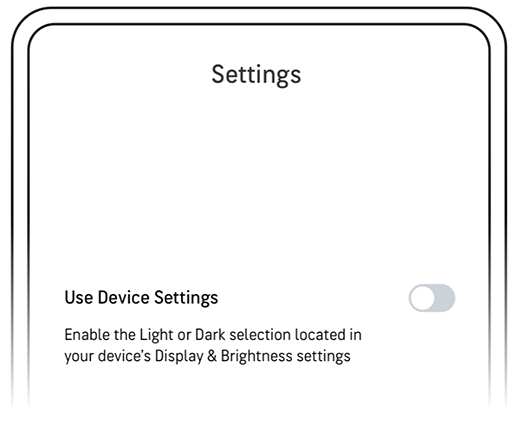 Settings
Use Device Settings
Enable the Light or Dark selection located in
your device's Display & Brightness settings